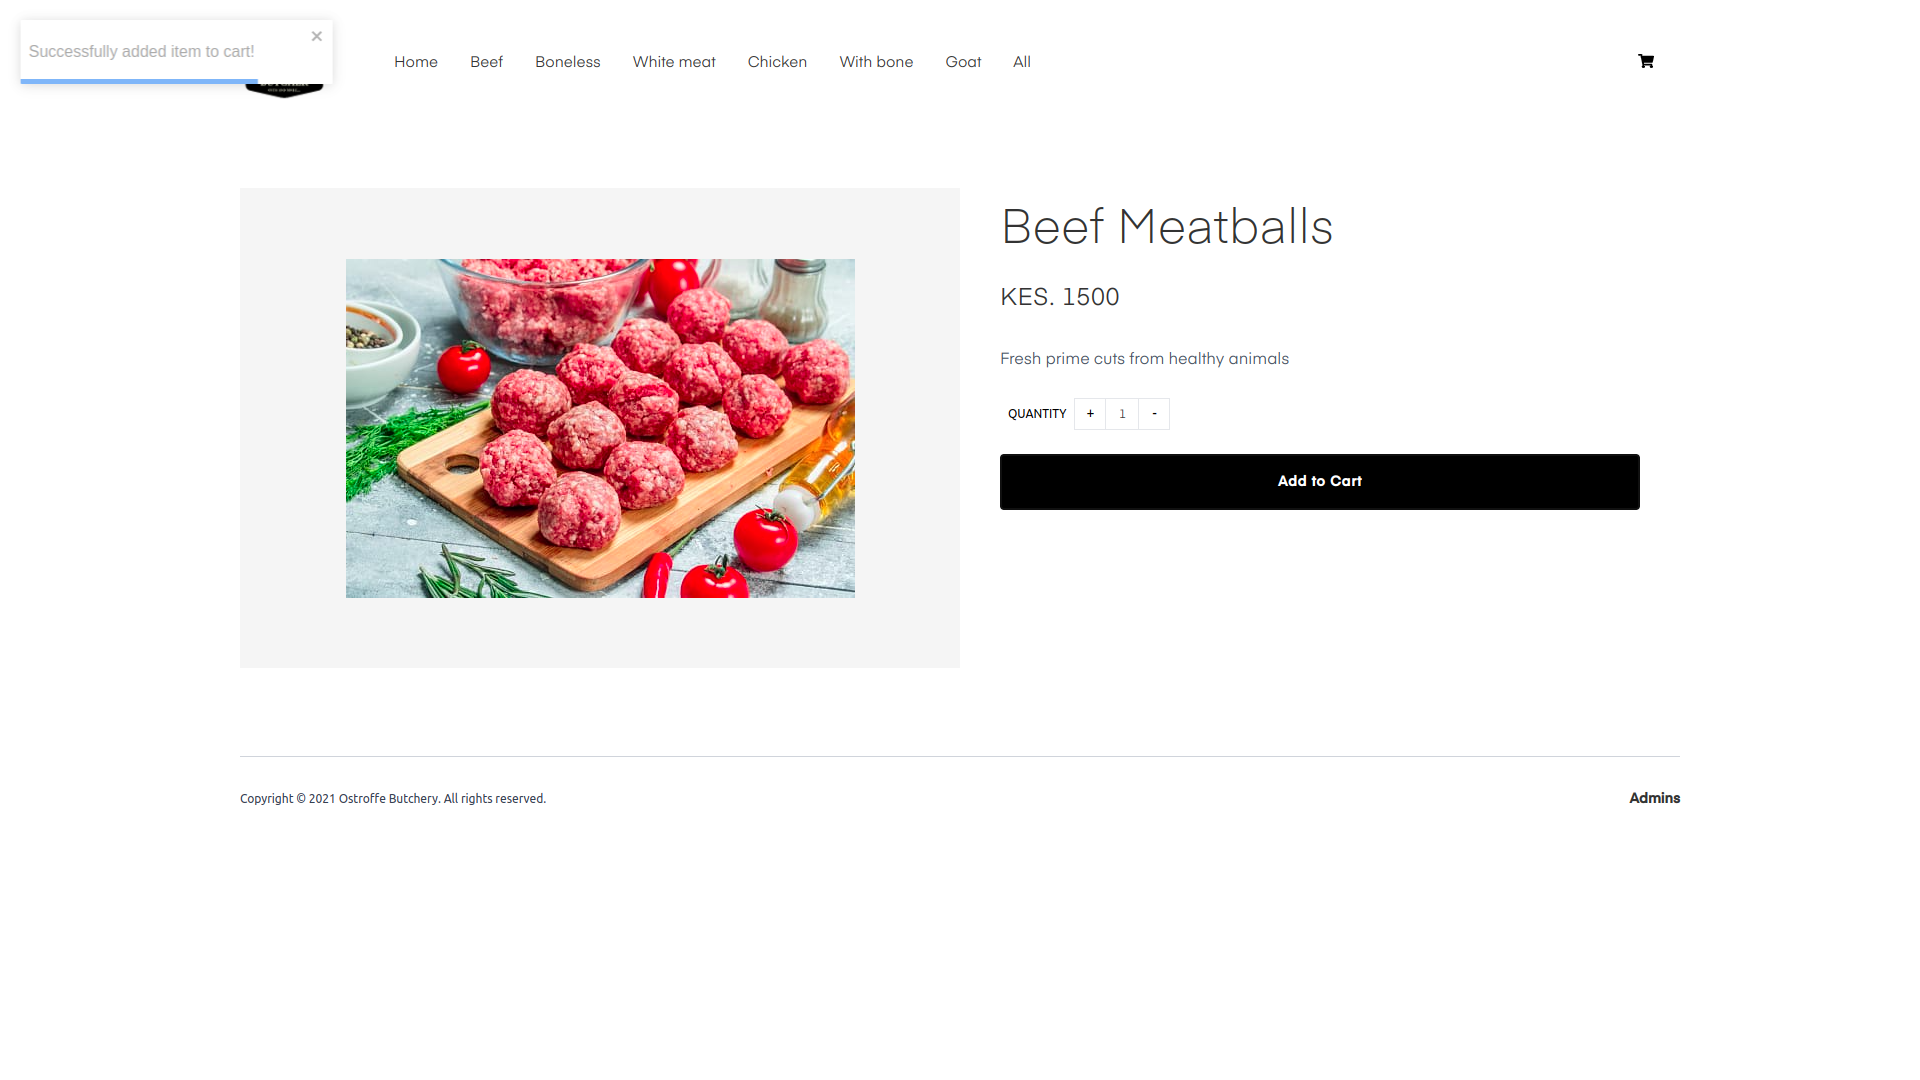 Successfully added item to cart!
Home
Beef
Boneless
White meat
Chicken
With bone
Goat
All
Beef Meatballs
KES. 1500
Fresh prime cuts from healthy animals
QUANTITY + 1 -
Add to Cart
Copyright © 2021 Ostroffe Butchery. All rights reserved.
Admins